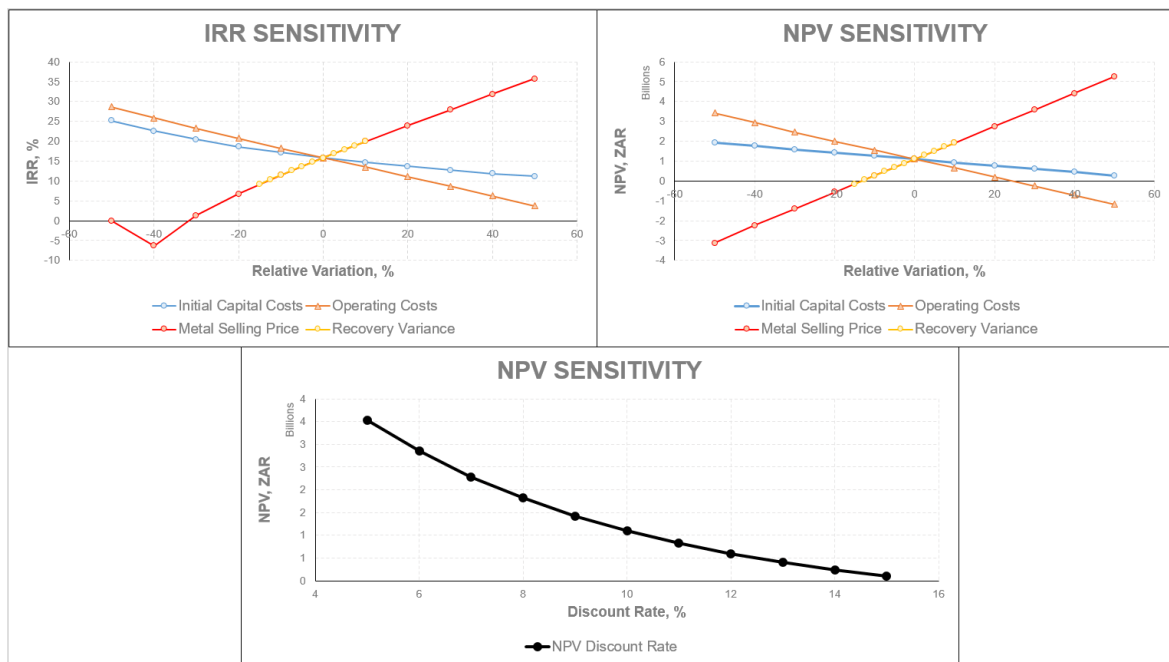 IRR SENSITIVITY
40
35
30
25
20
15
10
5
0
-5
-10
-60
-40
-20
0
20
40
60
IRR, %
Relative Variation, %
Initial Capital Costs
Operating Costs
Metal Selling Price
Recovery Variance
NPV SENSITIVITY
Billions
6
5
4
3
2
1
0
-1
-2
-3
-4
-60
-40
-20
0
20
40
60
NPV, ZAR
Relative Variation, %
Initial Capital Costs
Operating Costs
Metal Selling Price
Recovery Variance
NPV SENSITIVITY
Billions
4
4
3
3
2
2
1
1
0
4
6
8
10
12
14
16
NPV, ZAR
Discount Rate, %
NPV Discount Rate